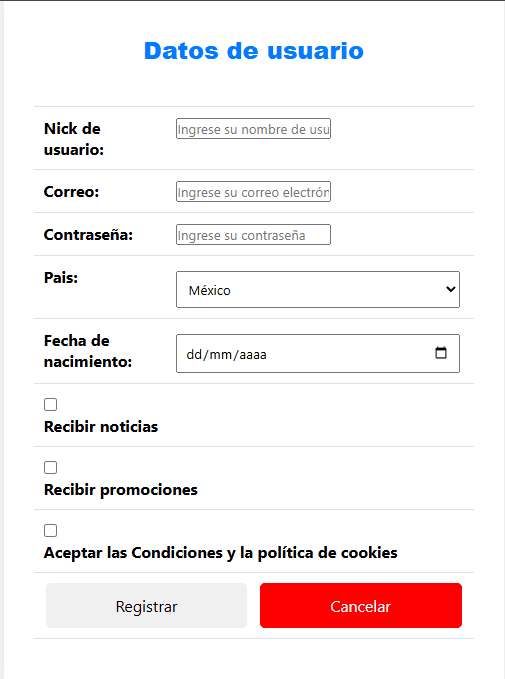 Datos de usuario
Nick de
usuario:
Ingrese su nombre de usu
Correo:
Ingrese su correo electrón
Contraseña:
Ingrese su contraseña
Pais:
México
Fecha de
nacimiento:
dd/mm/aaaa
Recibir noticias
Recibir promociones
Aceptar las Condiciones y la política de cookies
Registrar
Cancelar